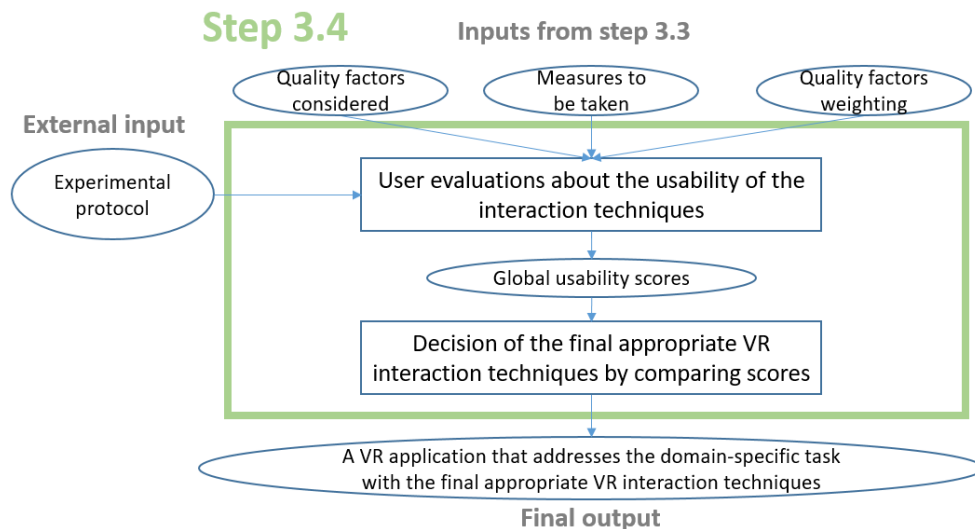 Step 3.4
Inputs from step 3.3
Quality factors
considered
Measures to
be taken
Quality factors
weighting
External input
Experimental
protocol
User evaluations about the usability of the
interaction techniques
Global usability scores
Decision of the final appropriate VR
interaction techniques by comparing scores
A VR application that addresses the domain-specific task
with the final appropriate VR interaction techniques
Final output